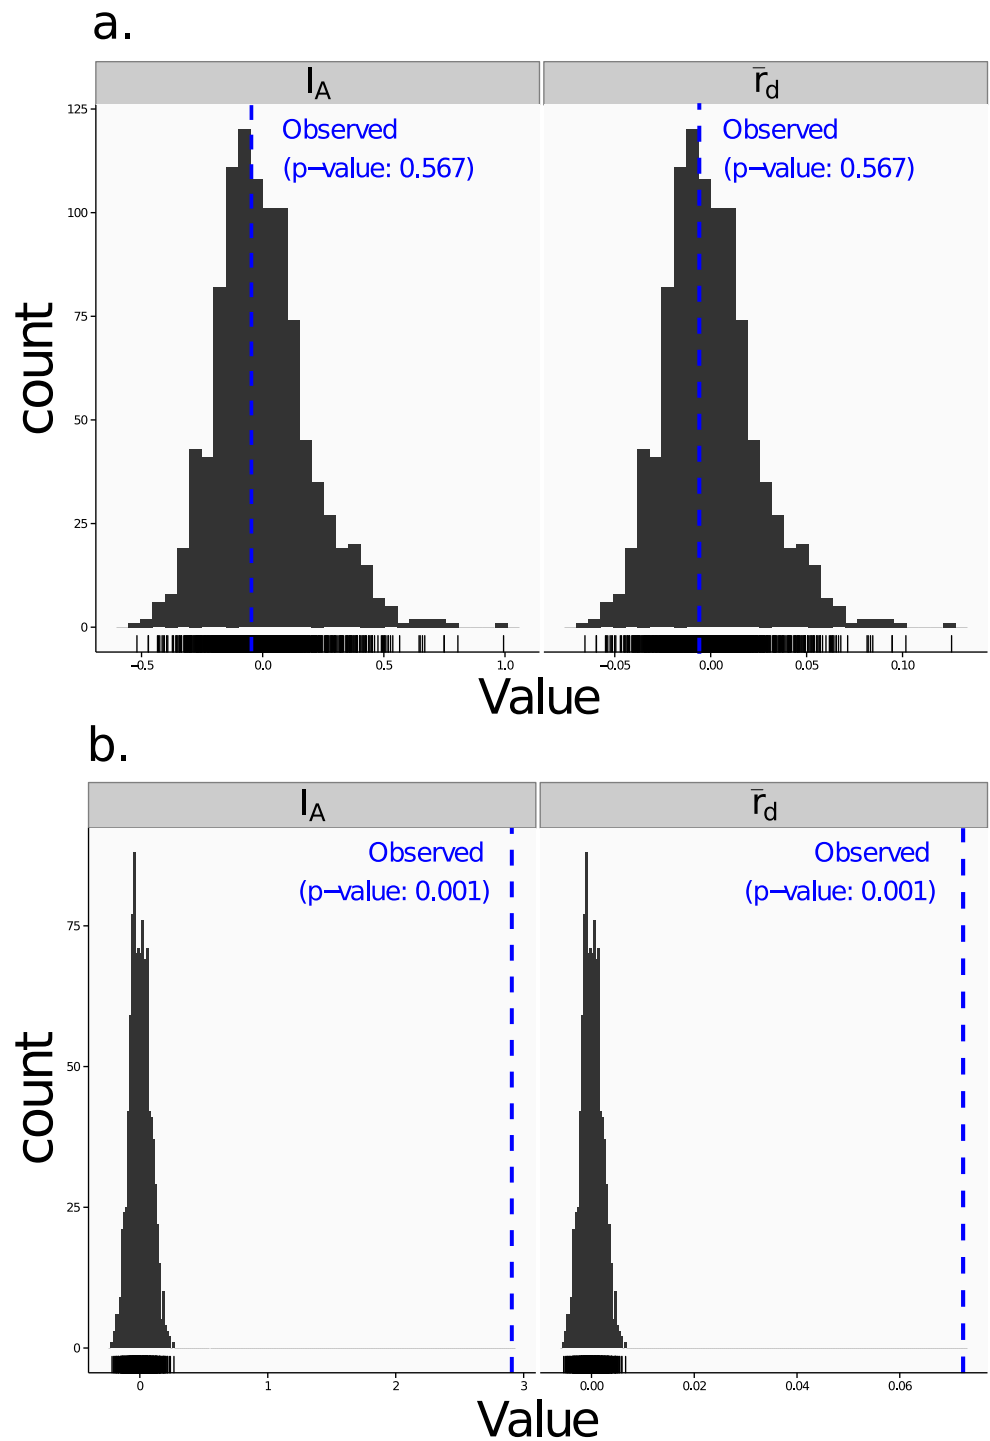 a.
I_A
r̄_d
Observed
(p−value: 0.567)
Observed
(p−value: 0.567)
125
100
75
50
25
0
count
−0.5
0.0
0.5
1.0
−0.05
0.00
0.05
0.10
Value
b.
I_A
r̄_d
Observed
(p−value: 0.001)
Observed
(p−value: 0.001)
75
50
25
0
count
0
1
2
3
0.00
0.02
0.04
0.06
Value